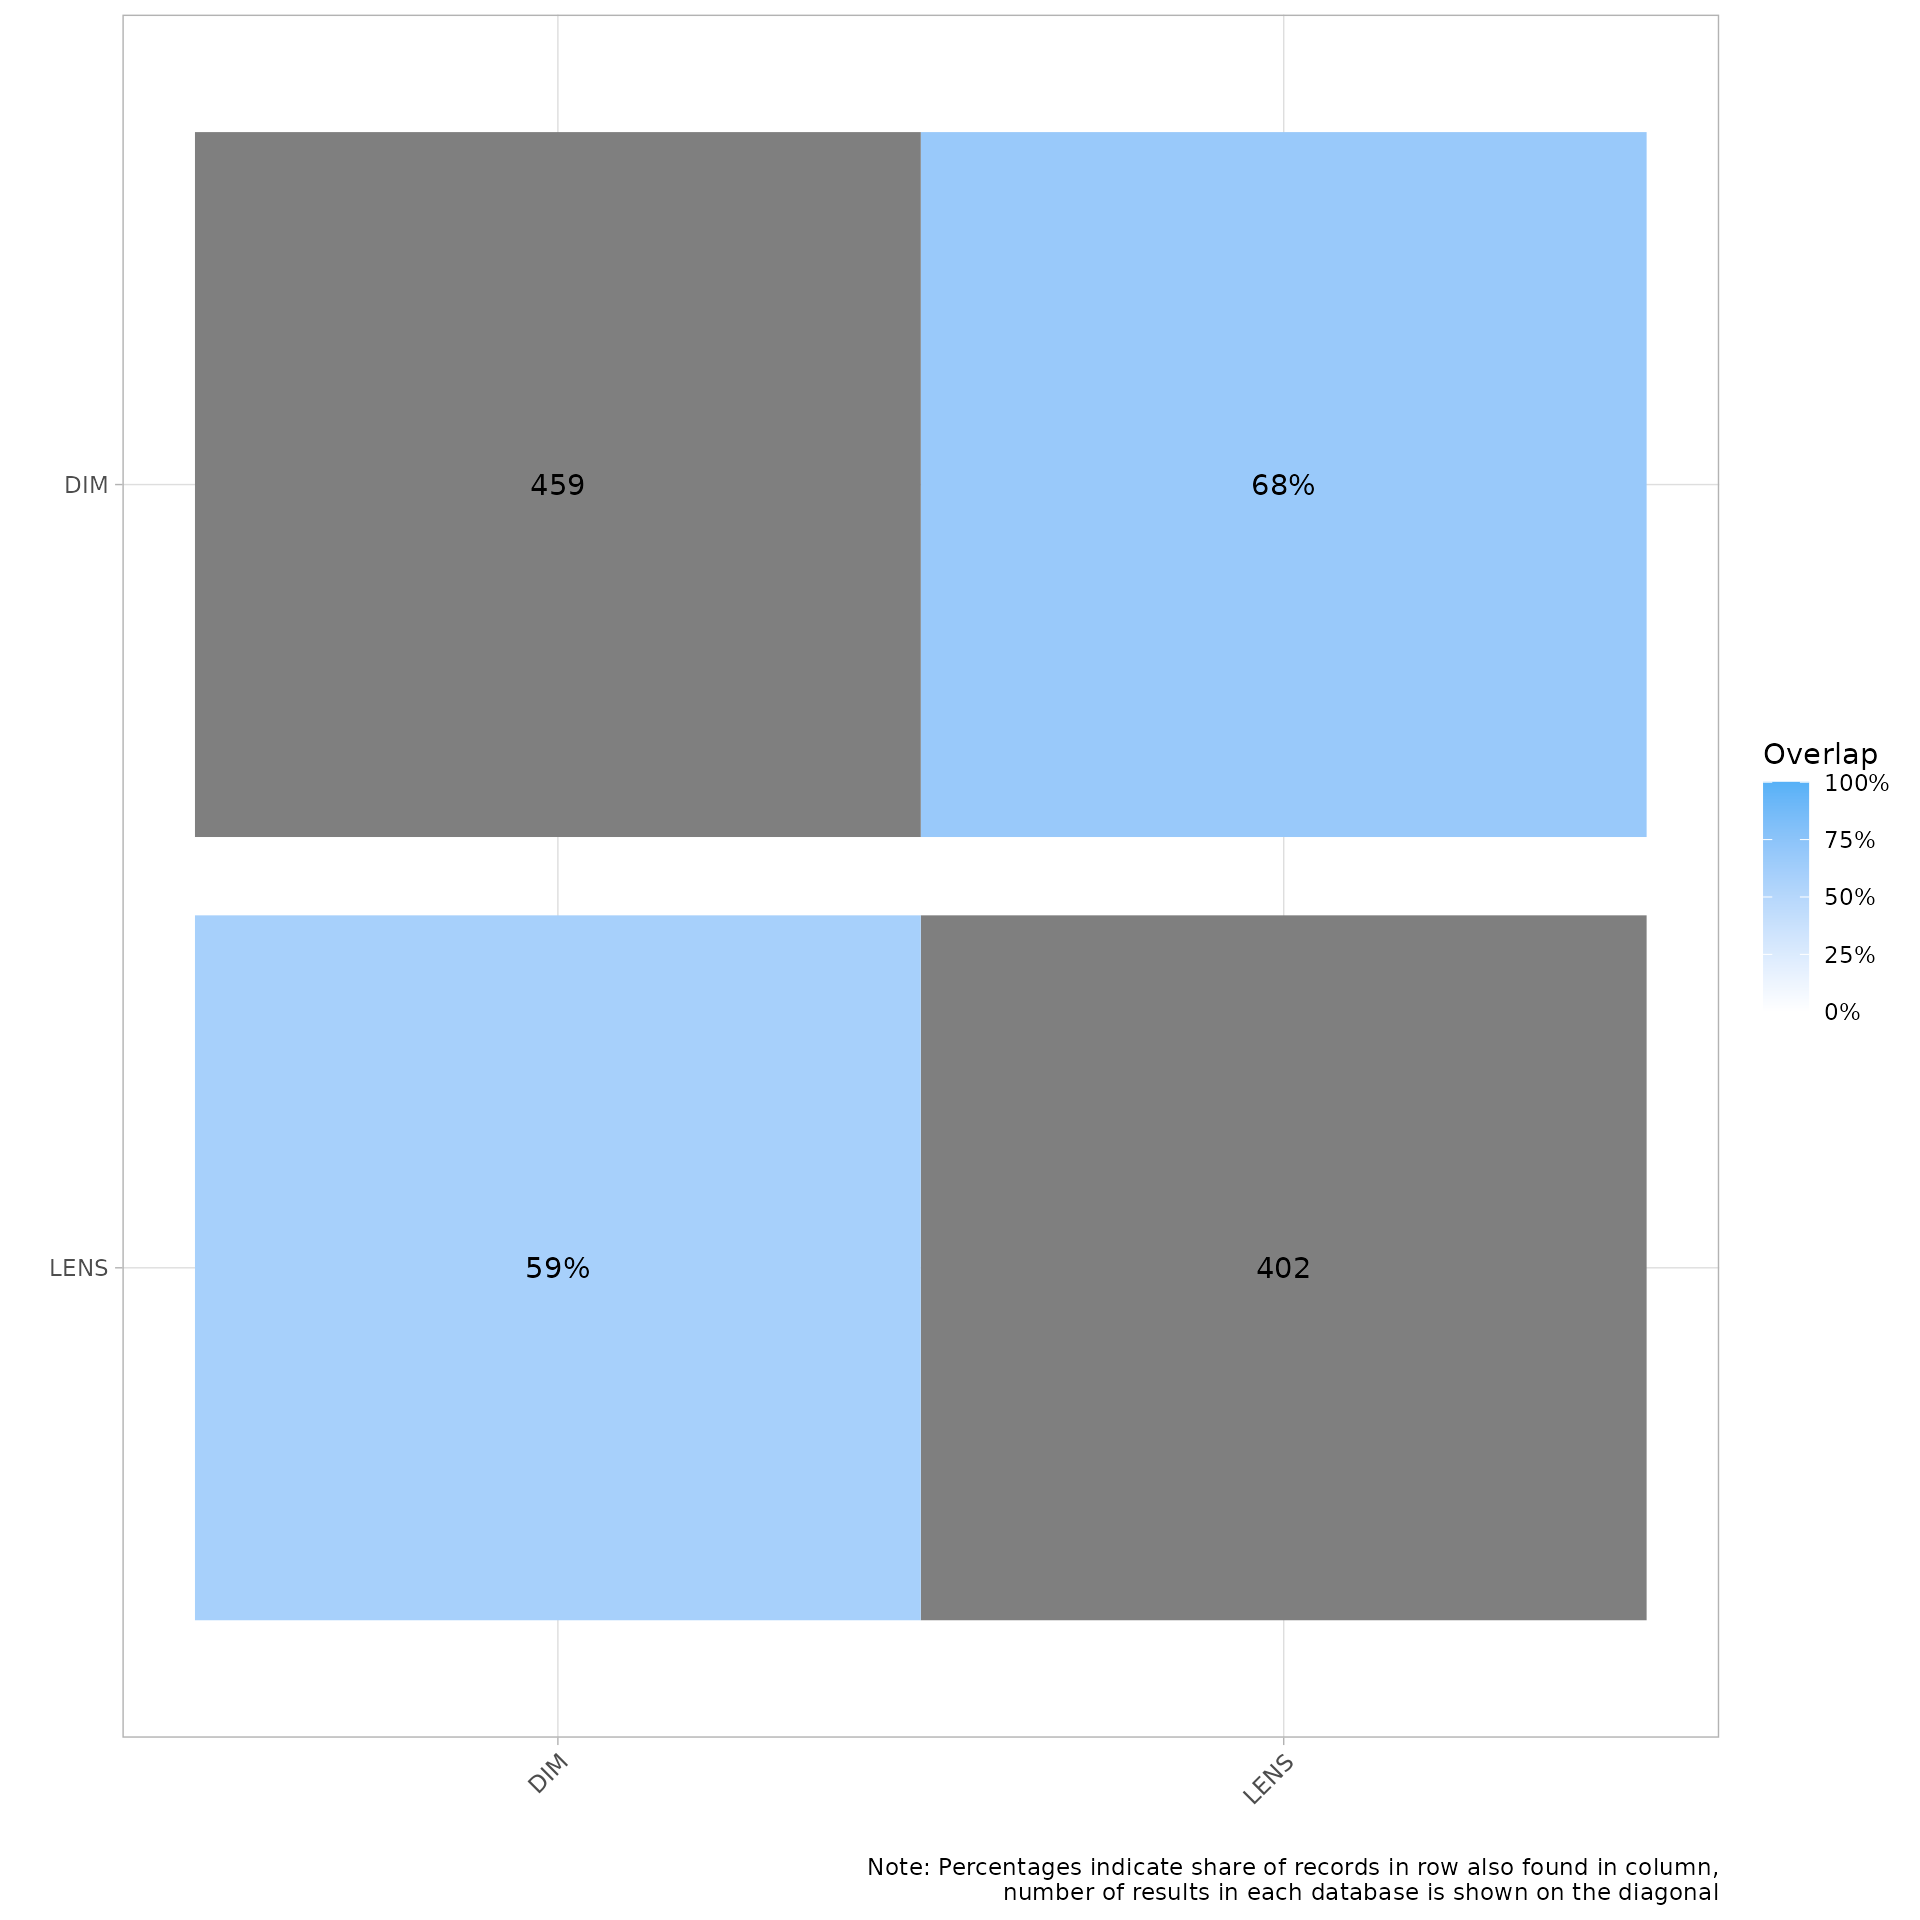 DIM
459
68%
LENS
59%
402
DIM
LENS
Overlap
100%
75%
50%
25%
0%
Note: Percentages indicate share of records in row also found in column,
number of results in each database is shown on the diagonal